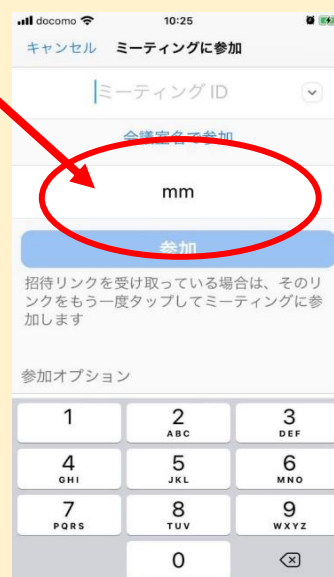 docomo 10:25
キャンセル ミーティングに参加
ミーティング ID
会議室名で参加
mm
参加
招待リンクを受け取っている場合は、そのリ
ンクをもう一度タップしてミーティングに参
加します
参加オプション
1 2 3
ABC DEF
4 5 6
GHI JKL MNO
7 8 9
PQRS TUV WXYZ
0